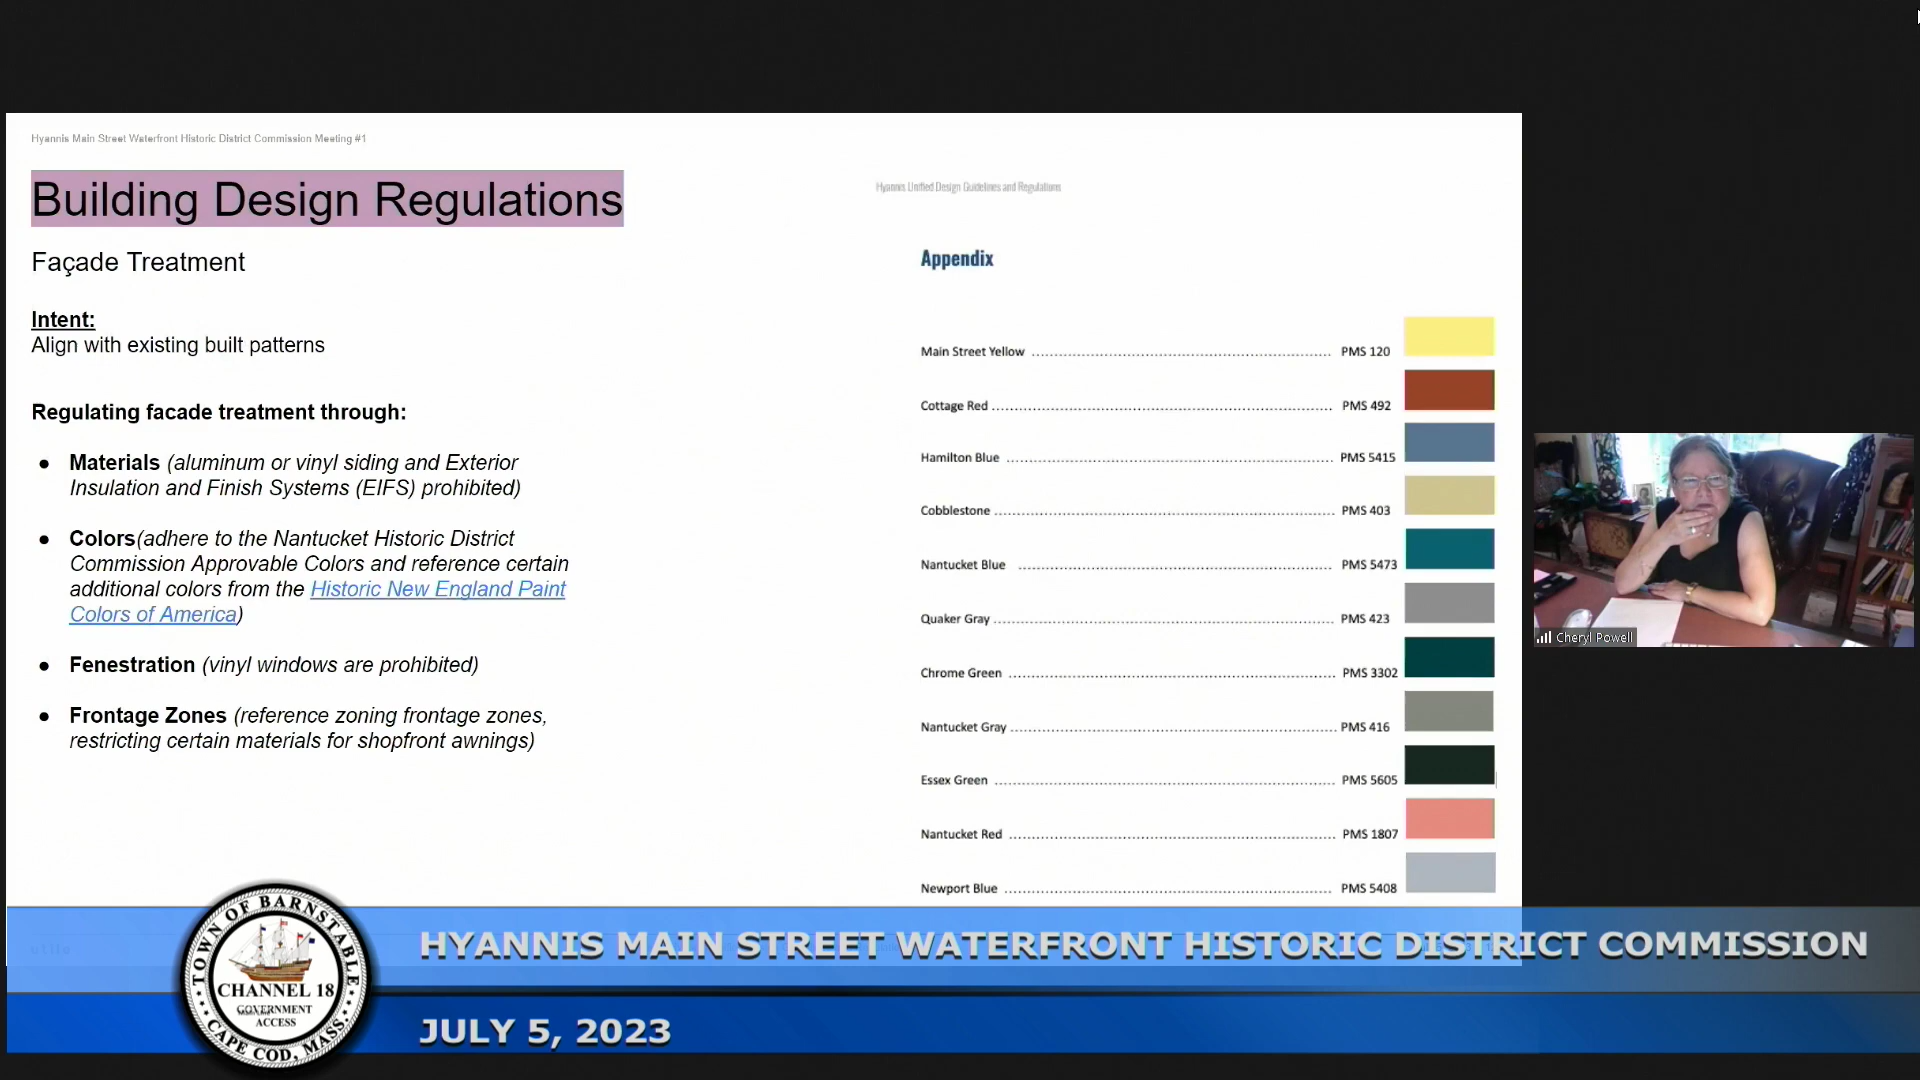 Hyannis Main Street Waterfront Historic District Commission Meeting #1
Building Design Regulations
Façade Treatment
Intent:
Align with existing built patterns
Regulating facade treatment through:
● Materials (aluminum or vinyl siding and Exterior
Insulation and Finish Systems (EIFS) prohibited)
● Colors(adhere to the Nantucket Historic District
Commission Approvable Colors and reference certain
additional colors from the Historic New England Paint
Colors of America)
● Fenestration (vinyl windows are prohibited)
● Frontage Zones (reference zoning frontage zones,
restricting certain materials for shopfront awnings)
Hyannis Unified Design Guidelines and Regulations
Appendix
Main Street Yellow ........ PMS 120
Cottage Red ........ PMS 492
Hamilton Blue ........ PMS 5415
Cobblestone ........ PMS 403
Nantucket Blue ........ PMS 5473
Quaker Gray ........ PMS 423
Chrome Green ........ PMS 3302
Nantucket Gray ........ PMS 416
Essex Green ........ PMS 5605
Nantucket Red ........ PMS 1807
Newport Blue ........ PMS 5408
Cheryl Powell
TOWN OF BARNSTABLE
CHANNEL 18
GOVERNMENT
ACCESS
CAPE COD, MASS.
HYANNIS MAIN STREET WATERFRONT HISTORIC DISTRICT COMMISSION
JULY 5, 2023